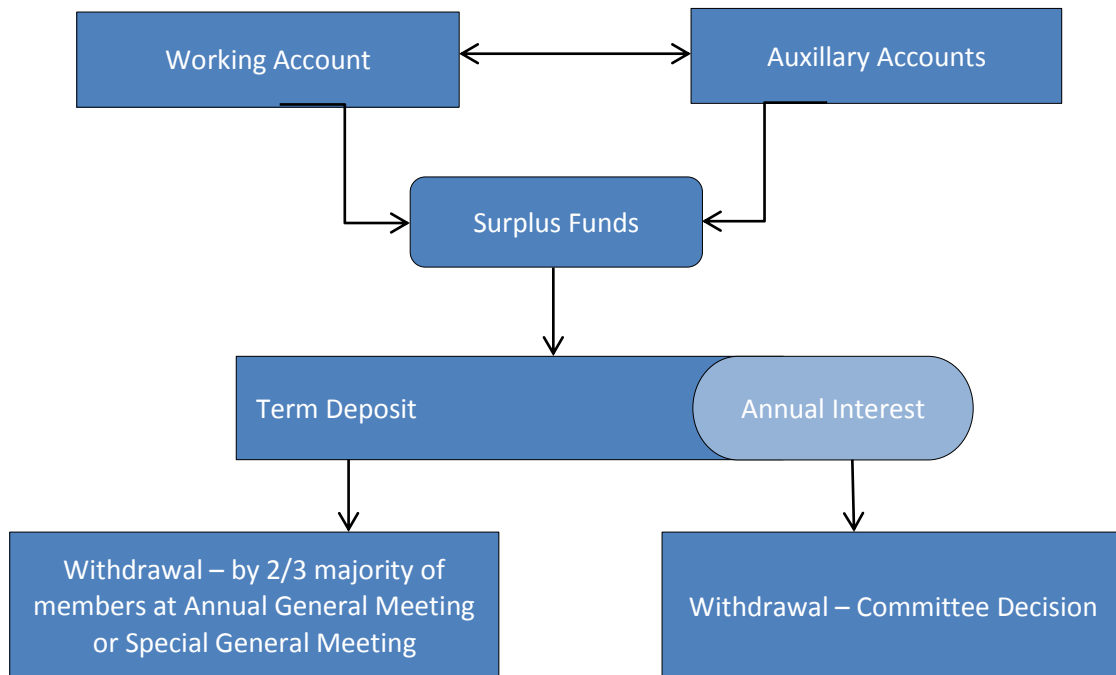 Working Account
Auxillary Accounts
Surplus Funds
Term Deposit
Annual Interest
Withdrawal – by 2/3 majority of
members at Annual General Meeting
or Special General Meeting
Withdrawal – Committee Decision